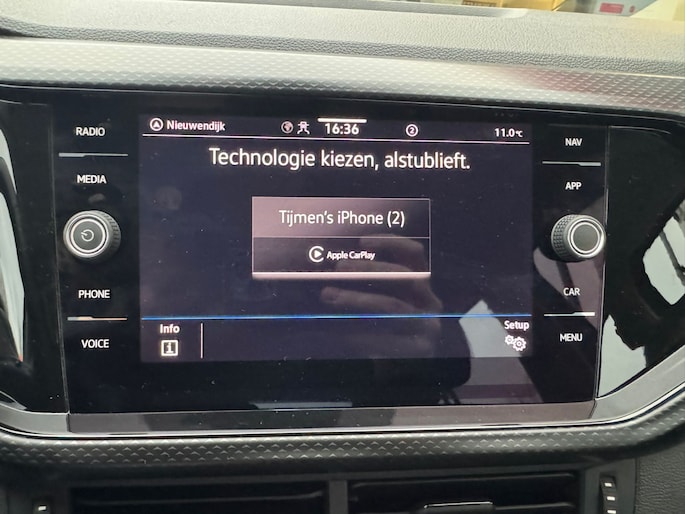 RADIO
MEDIA
PHONE
VOICE
Nieuwendijk
16:36
2
11.0°C
Technologie kiezen, alstublieft.
Tijmen's iPhone (2)
Apple CarPlay
Info
Setup
NAV
APP
CAR
MENU